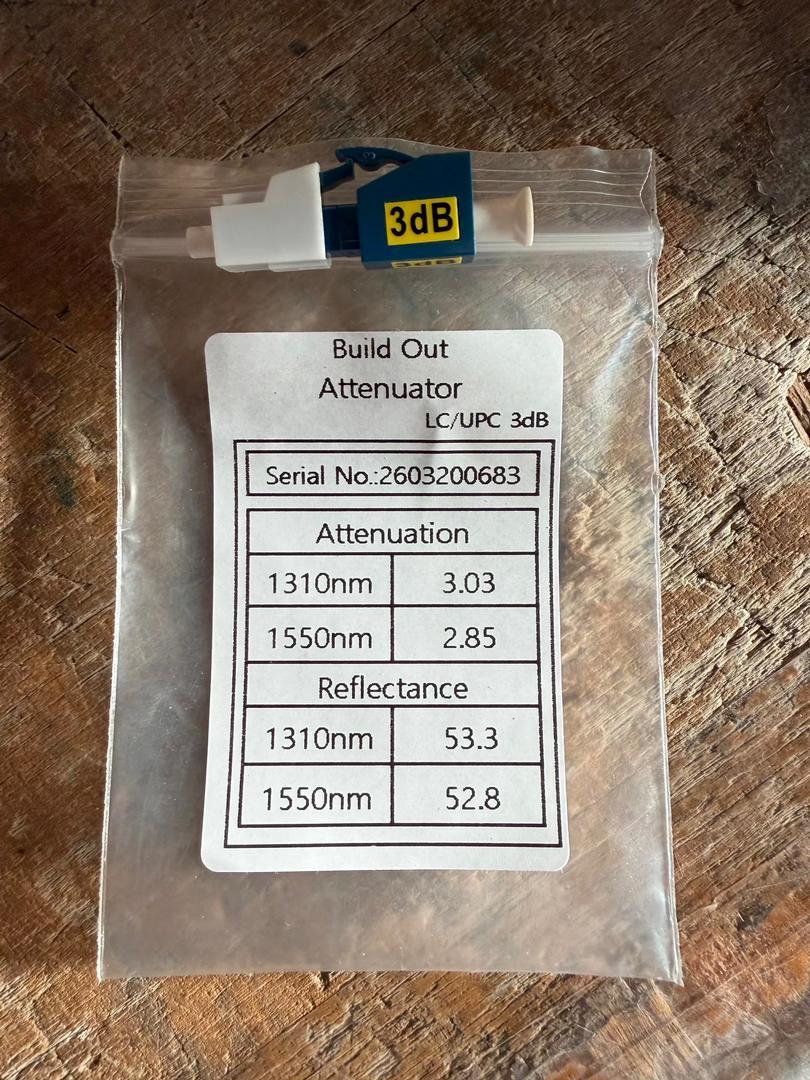 3dB
3dB
Build Out
Attenuator
LC/UPC 3dB
Serial No.:2603200683
Attenuation
1310nm 3.03
1550nm 2.85
Reflectance
1310nm 53.3
1550nm 52.8